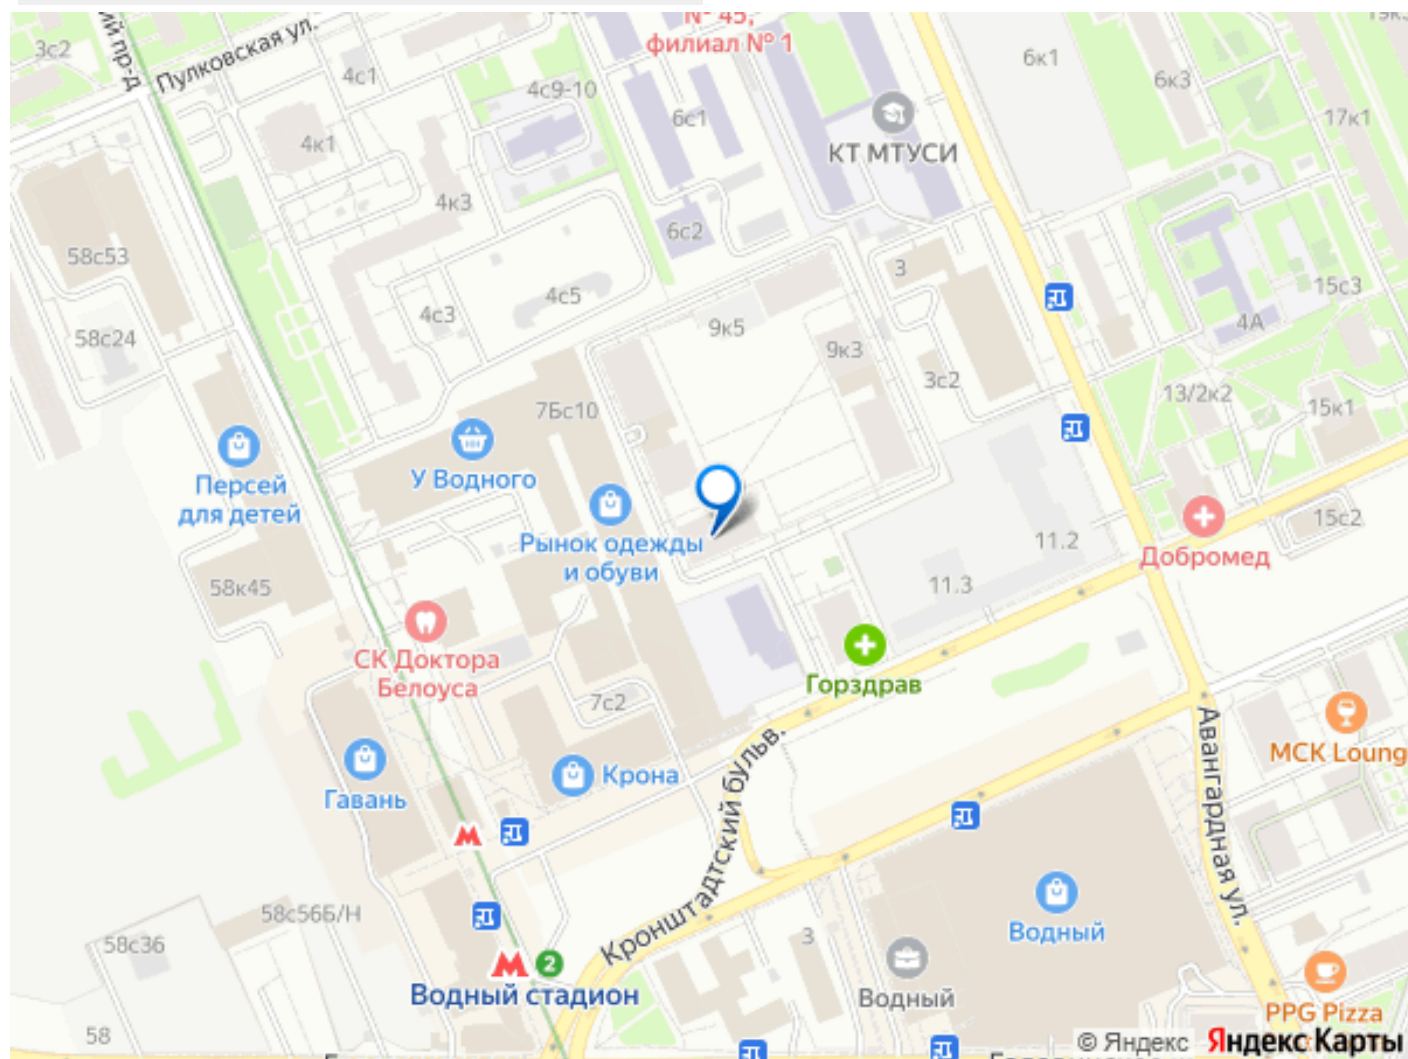 № 45,
филиал № 1
3с2
Пулковская ул.
4с1
4с9-10
6с1
6к1
6к3
17к1
КТ МТУСИ
4к1
4к3
6с2
58с53
3
15с3
4с5
4с3
9к5
4А
58с24
9к3
3с2
13/2к2
15к1
7Бс10
У Водного
Персей
для детей
Рынок одежды
и обуви
15с2
11.2
Добромед
58к45
11.3
СК Доктора
Белоуса
Горздрав
7с2
Авангардная ул.
МСК Loung
Крона
Гавань
Кронштадтский бульв.
58с56Б/Н
58с36
3
Водный
2
Водный стадион
Водный
PPG Pizza
58
© Яндекс Яндекс Карты